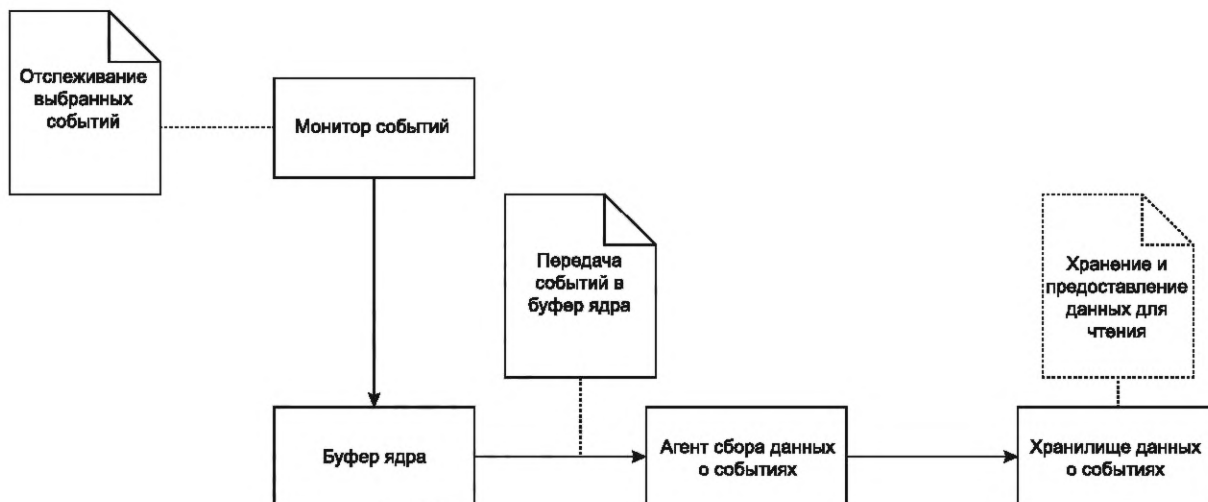 Отслеживание
выбранных
событий
Монитор событий
Передача
событий в
буфер ядра
Хранение и
предоставление
данных для
чтения
Буфер ядра
Агент сбора данных
о событиях
Хранилище данных
о событиях